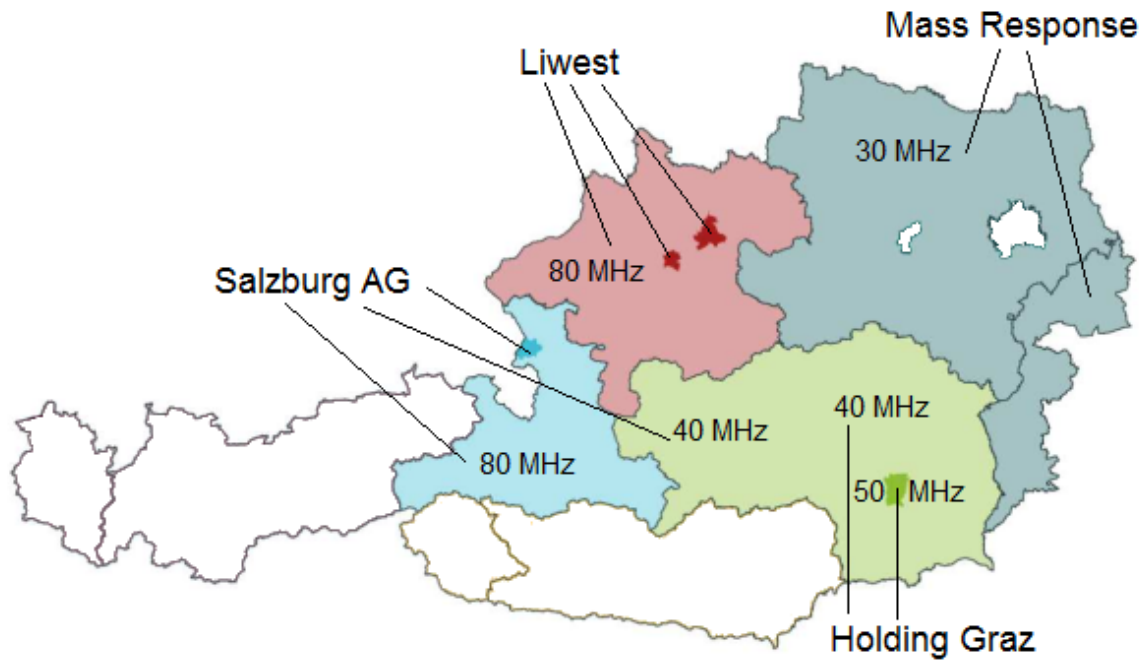 Mass Response
Liwest
30 MHz
80 MHz
Salzburg AG
40 MHz
40 MHz
80 MHz
50 MHz
Holding Graz